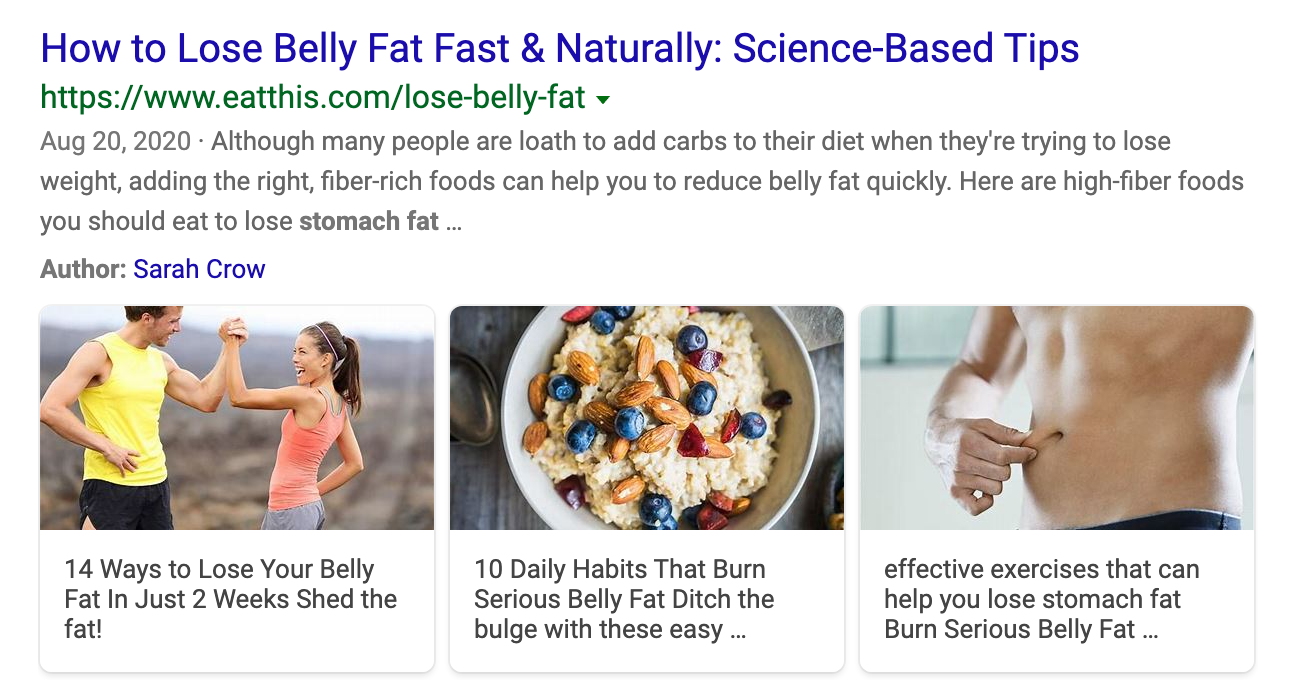 How to Lose Belly Fat Fast & Naturally: Science-Based Tips
https://www.eatthis.com/lose-belly-fat
Aug 20, 2020 · Although many people are loath to add carbs to their diet when they're trying to lose
weight, adding the right, fiber-rich foods can help you to reduce belly fat quickly. Here are high-fiber foods
you should eat to lose stomach fat ...
Author: Sarah Crow
14 Ways to Lose Your Belly
Fat In Just 2 Weeks Shed the
fat!
10 Daily Habits That Burn
Serious Belly Fat Ditch the
bulge with these easy ...
effective exercises that can
help you lose stomach fat
Burn Serious Belly Fat ...